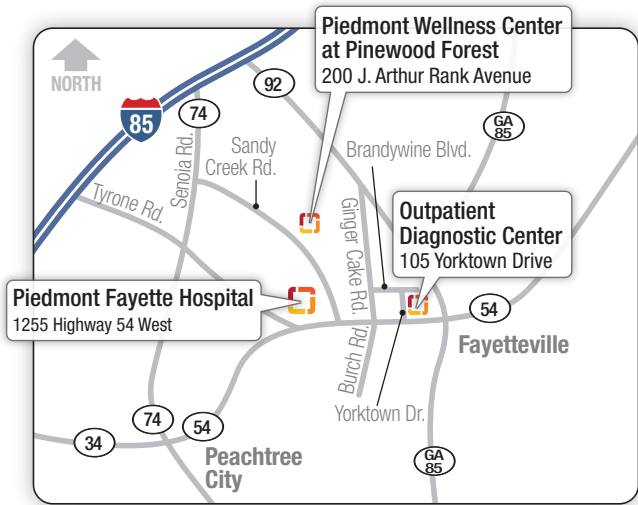 Piedmont Wellness Center
at Pinewood Forest
200 J. Arthur Rank Avenue
NORTH
92
85
74
GA
85
Sandy
Creek Rd.
Brandywine Blvd.
Senoia Rd.
Tyrone Rd.
Ginger Cake Rd.
Outpatient
Diagnostic Center
105 Yorktown Drive
Piedmont Fayette Hospital
1255 Highway 54 West
54
Fayetteville
Burch Rd.
Yorktown Dr.
74
54
34
Peachtree
City
GA
85